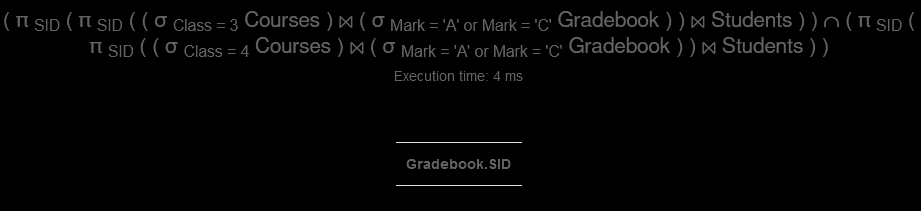 ( π SID ( π SID ( ( σ Class = 3 Courses ) ⋈ ( σ Mark = 'A' or Mark = 'C' Gradebook ) ) ⋈ Students ) ) ∩ ( π SID (
π SID ( ( σ Class = 4 Courses ) ⋈ ( σ Mark = 'A' or Mark = 'C' Gradebook ) ) ⋈ Students ) )
Execution time: 4 ms
Gradebook.SID